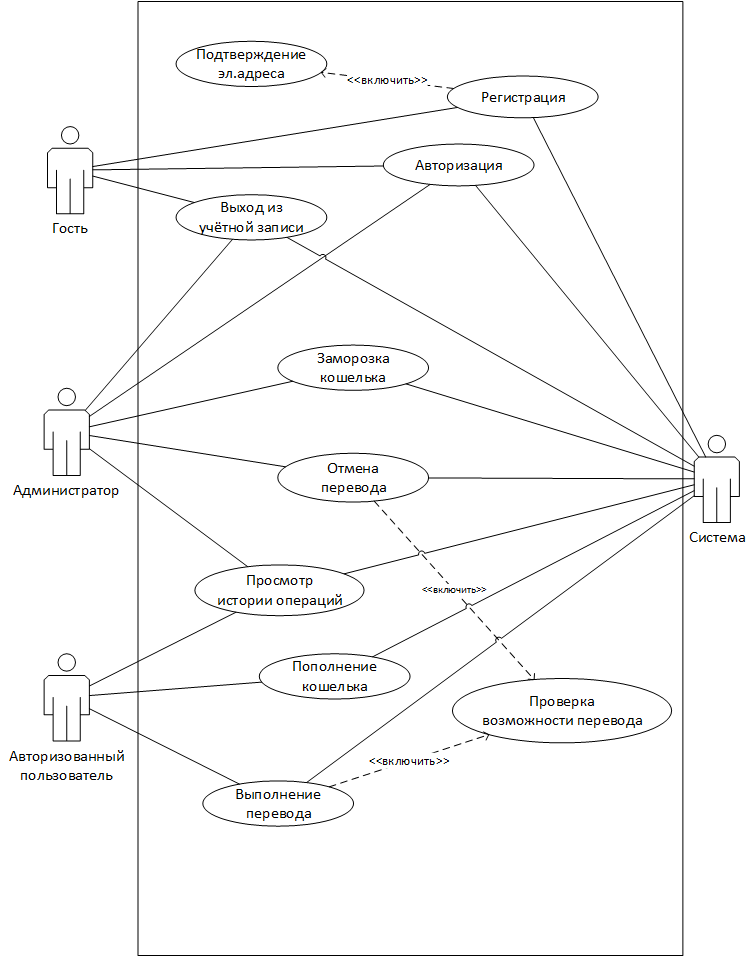 Подтверждение
эл.адреса
<<включить>>
Регистрация
Авторизация
Выход из
учётной записи
Гость
Заморозка
кошелька
Администратор
Отмена
перевода
Система
Просмотр
истории операций
<<включить>>
Пополнение
кошелька
Проверка
возможности перевода
Авторизованный
пользователь
<<включить>>
Выполнение
перевода